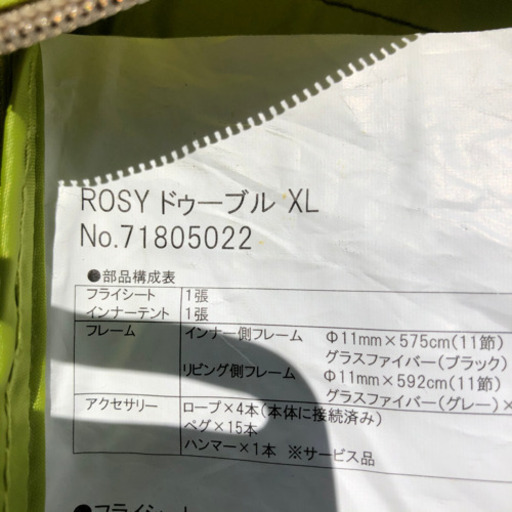 ROSY ドゥーブル XL
No.71805022
●部品構成表
フライシート 1張
インナーテント 1張
フレーム インナー側フレーム Φ11mm×575cm(11節)
グラスファイバー(ブラック)
リビング側フレーム Φ11mm×592cm(11節)
グラスファイバー(グレー)×
アクセサリー ロープ×4本(本体に接続済み)
ペグ×15本
ハンマー×1本 ※サービス品
●フライシート